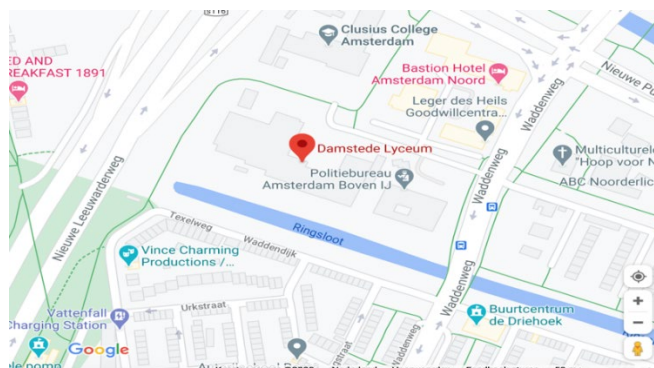 S116
Clusius College
Amsterdam
ED AND
REAKFAST 1891
Bastion Hotel
Amsterdam Noord
Nieuwe
Leger des Heils
Goodwillcentra...
Waddenweg
Damstede Lyceum
Multiculturele
"Hoop voor N
Politiebureau
Amsterdam Boven IJ
ABC Noorderlic
Waddenweg
Nieuwe Leeuwarderweg
Texelweg
Ringsloot
Waddendijk
Vince Charming
Productions /...
Waddenweg
Urkstraat
Vattenfall
Charging Station
Buurtcentrum
de Driehoek
Google